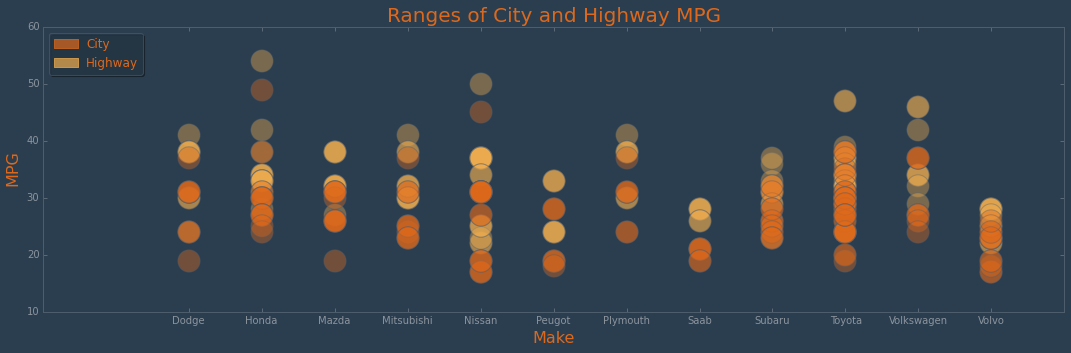 Ranges of City and Highway MPG
City
Highway
MPG
60
50
40
30
20
10
Dodge Honda Mazda Mitsubishi Nissan Peugot Plymouth Saab Subaru Toyota Volkswagen Volvo
Make